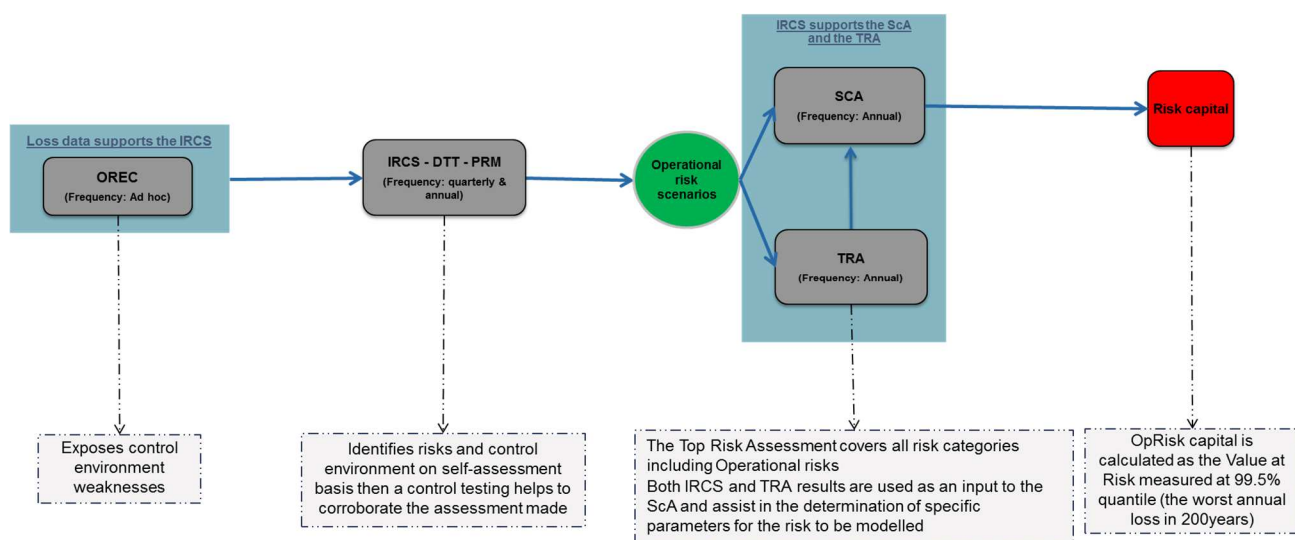 Loss data supports the IRCS
OREC
(Frequency: Ad hoc)
IRCS - DTT - PRM
(Frequency: quarterly &
annual)
Operational
risk
scenarios
IRCS supports the ScA
and the TRA
SCA
(Frequency: Annual)
TRA
(Frequency: Annual)
Risk capital
Exposes control
environment
weaknesses
Identifies risks and control
environment on self-assessment
basis then a control testing helps to
corroborate the assessment made
The Top Risk Assessment covers all risk categories
including Operational risks
Both IRCS and TRA results are used as an input to the
ScA and assist in the determination of specific
parameters for the risk to be modelled
OpRisk capital is
calculated as the Value at
Risk measured at 99.5%
quantile (the worst annual
loss in 200years)